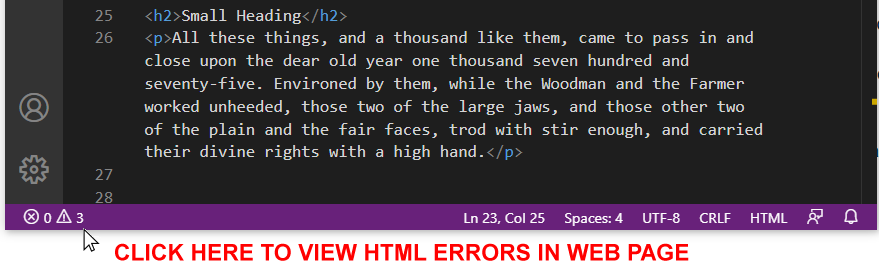 25 <h2>Small Heading</h2>
26 <p>All these things, and a thousand like them, came to pass in and
close upon the dear old year one thousand seven hundred and
seventy-five. Environed by them, while the Woodman and the Farmer
worked unheeded, those two of the large jaws, and those other two
of the plain and the fair faces, trod with stir enough, and carried
their divine rights with a high hand.</p>
27
28
0 3 Ln 23, Col 25 Spaces: 4 UTF-8 CRLF HTML
CLICK HERE TO VIEW HTML ERRORS IN WEB PAGE